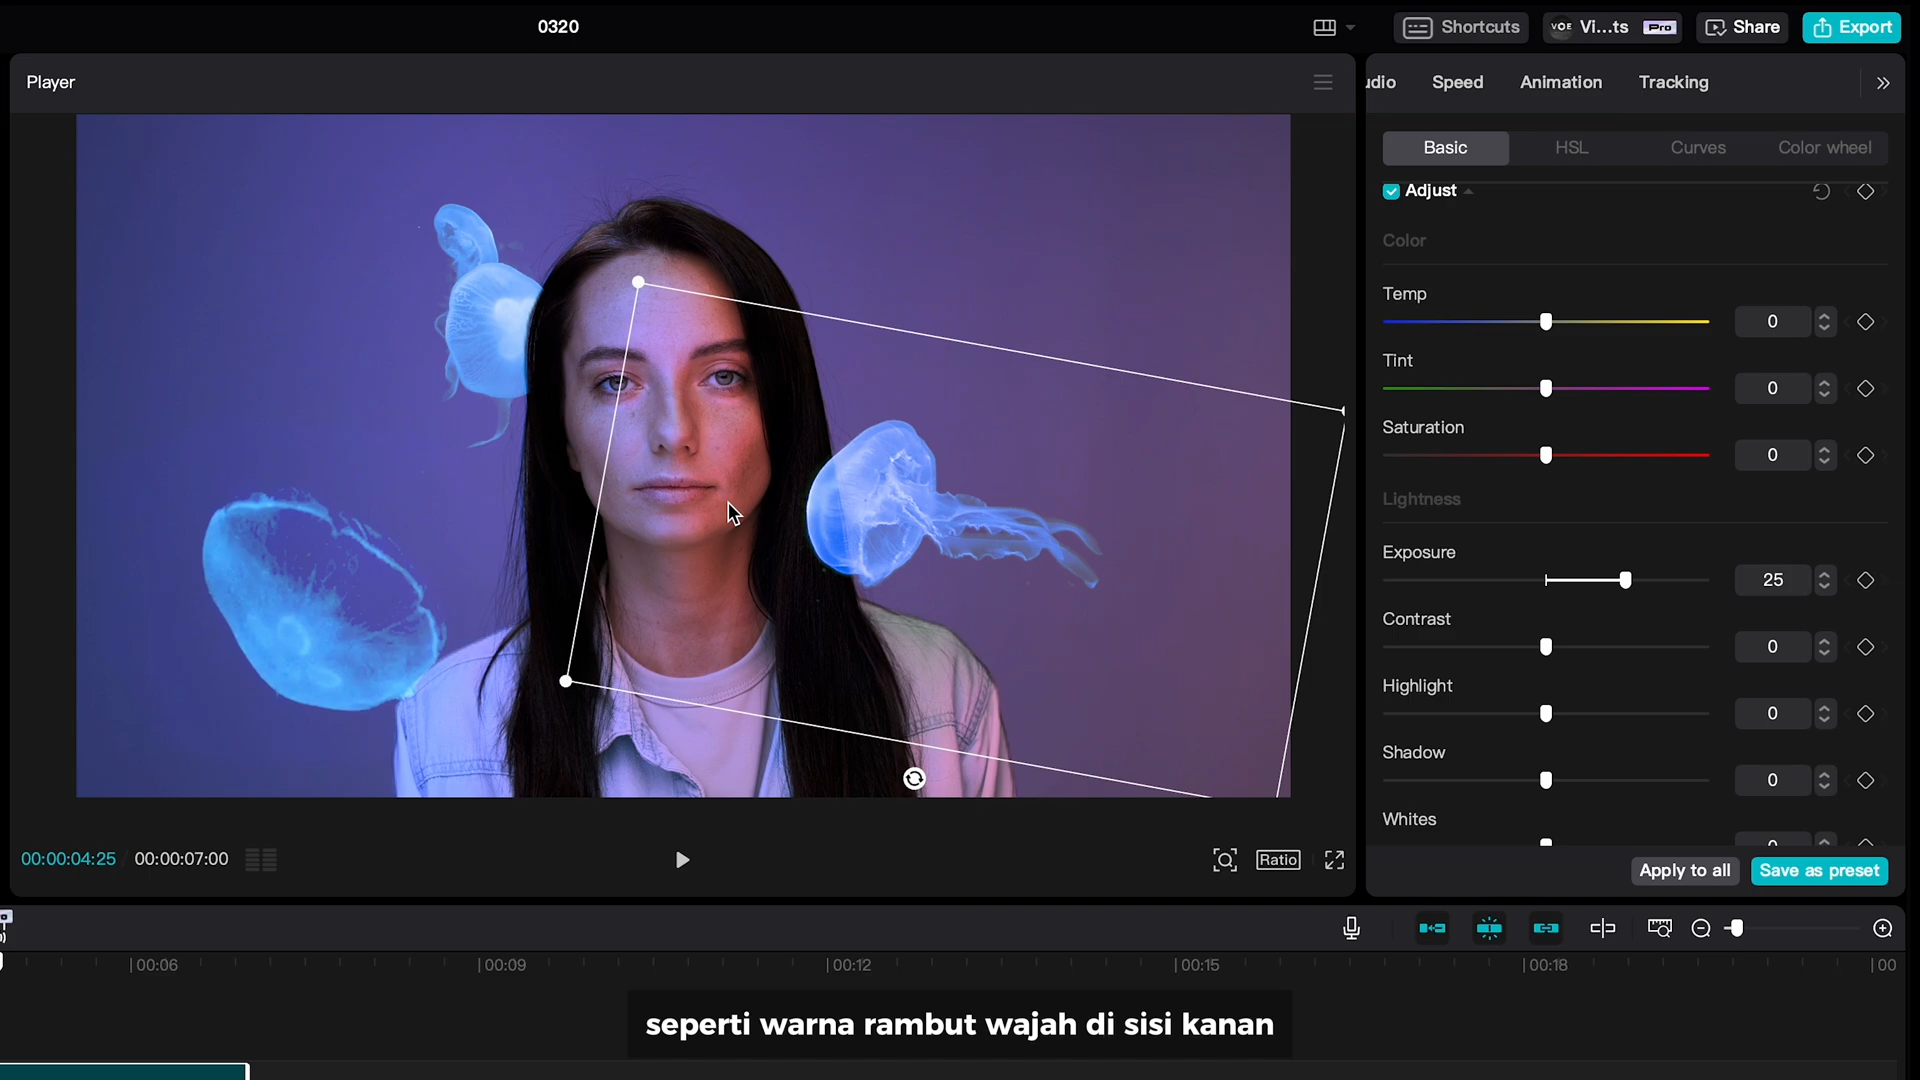 0320
Shortcuts
VOE
Vi...ts
Pro
Share
Export
Player
udio
Speed
Animation
Tracking
Basic
HSL
Curves
Color wheel
Adjust
Color
Temp
0
Tint
0
Saturation
0
Lightness
Exposure
25
Contrast
0
Highlight
0
Shadow
0
Whites
0
00:00:04:25
00:00:07:00
Ratio
Apply to all
Save as preset
00:06
00:09
00:12
00:15
00:18
00
seperti warna rambut wajah di sisi kanan